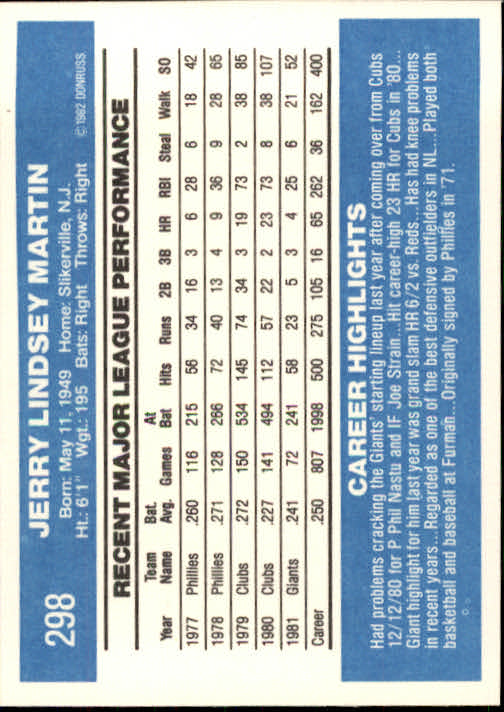 298
JERRY LINDSEY MARTIN
Born: May 11, 1949 Home: Slikerville, N.J.
Ht.: 6'1" Wgt.: 195 Bats: Right Throws: Right ©1982 DONRUSS
RECENT MAJOR LEAGUE PERFORMANCE
Year Team Name Bat. Avg. Games At Bat Hits Runs 2B 3B HR RBI Steal Walk SO
1977 Phillies .260 116 215 56 34 16 3 6 28 6 18 42
1978 Phillies .271 128 266 72 40 13 4 9 36 9 28 65
1979 Clubs .272 150 534 145 74 34 3 19 73 2 38 85
1980 Clubs .227 141 494 112 57 22 2 23 73 8 38 107
1981 Giants .241 72 241 58 23 5 3 4 25 6 21 52
Career .250 807 1998 500 275 105 16 65 262 36 162 400
CAREER HIGHLIGHTS
Had problems cracking the Giants' starting lineup last year after coming over from Cubs
12/12/80 for P Phil Nastu and IF Joe Strain...Hit career-high 23 HR for Cubs in '80...
Giant highlight for him last year was grand slam HR 6/2 vs. Reds...Has had knee problems
in recent years...Regarded as one of the best defensive outfielders in NL...Played both
basketball and baseball at Furman...Originally signed by Phillies in '71.